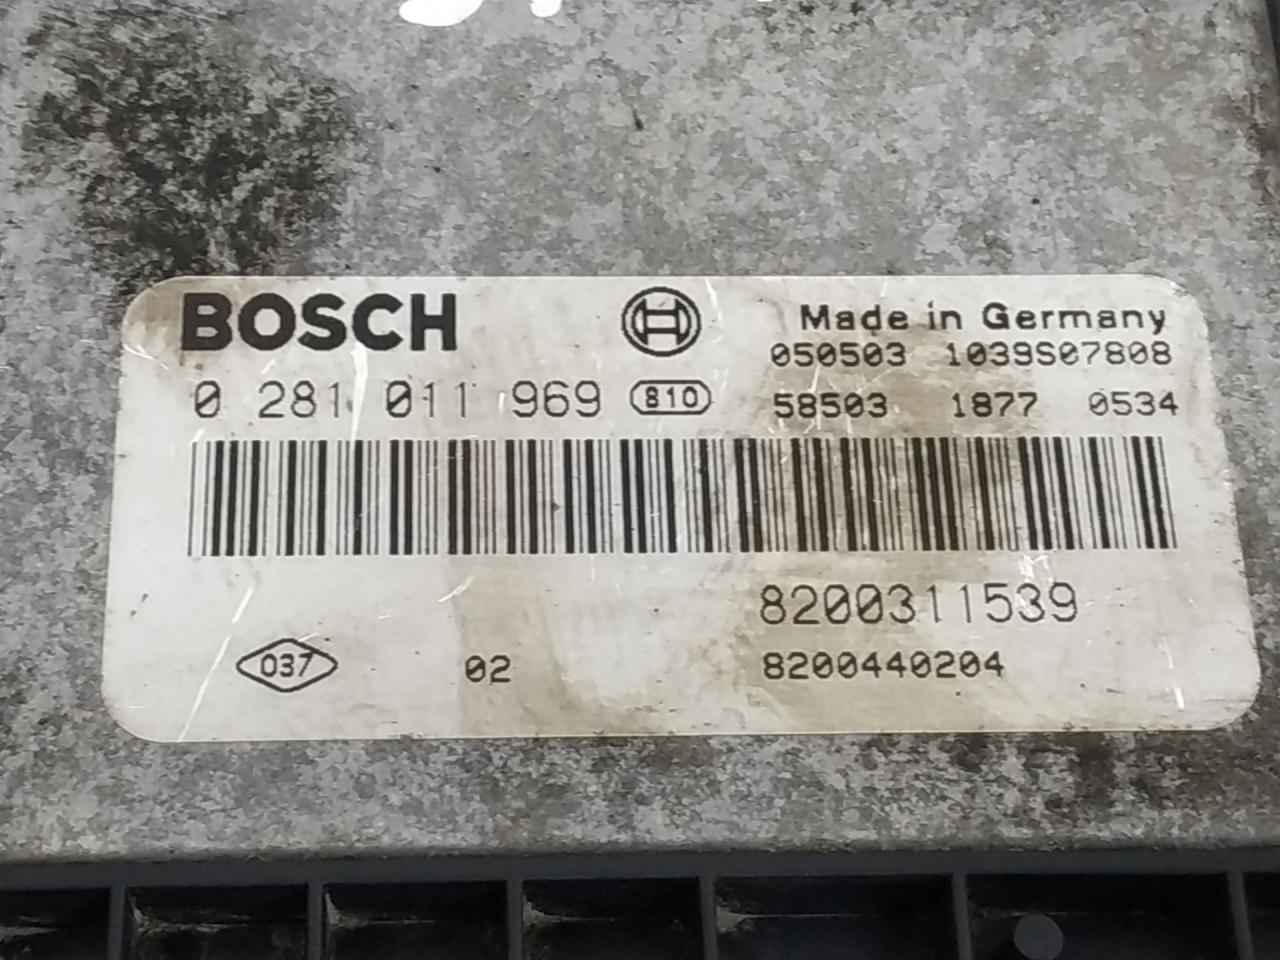 BOSCH
Made in Germany
050503 1039S07808
0 281 011 969 810
58503 1877 0534
8200311539
037 02 8200440204